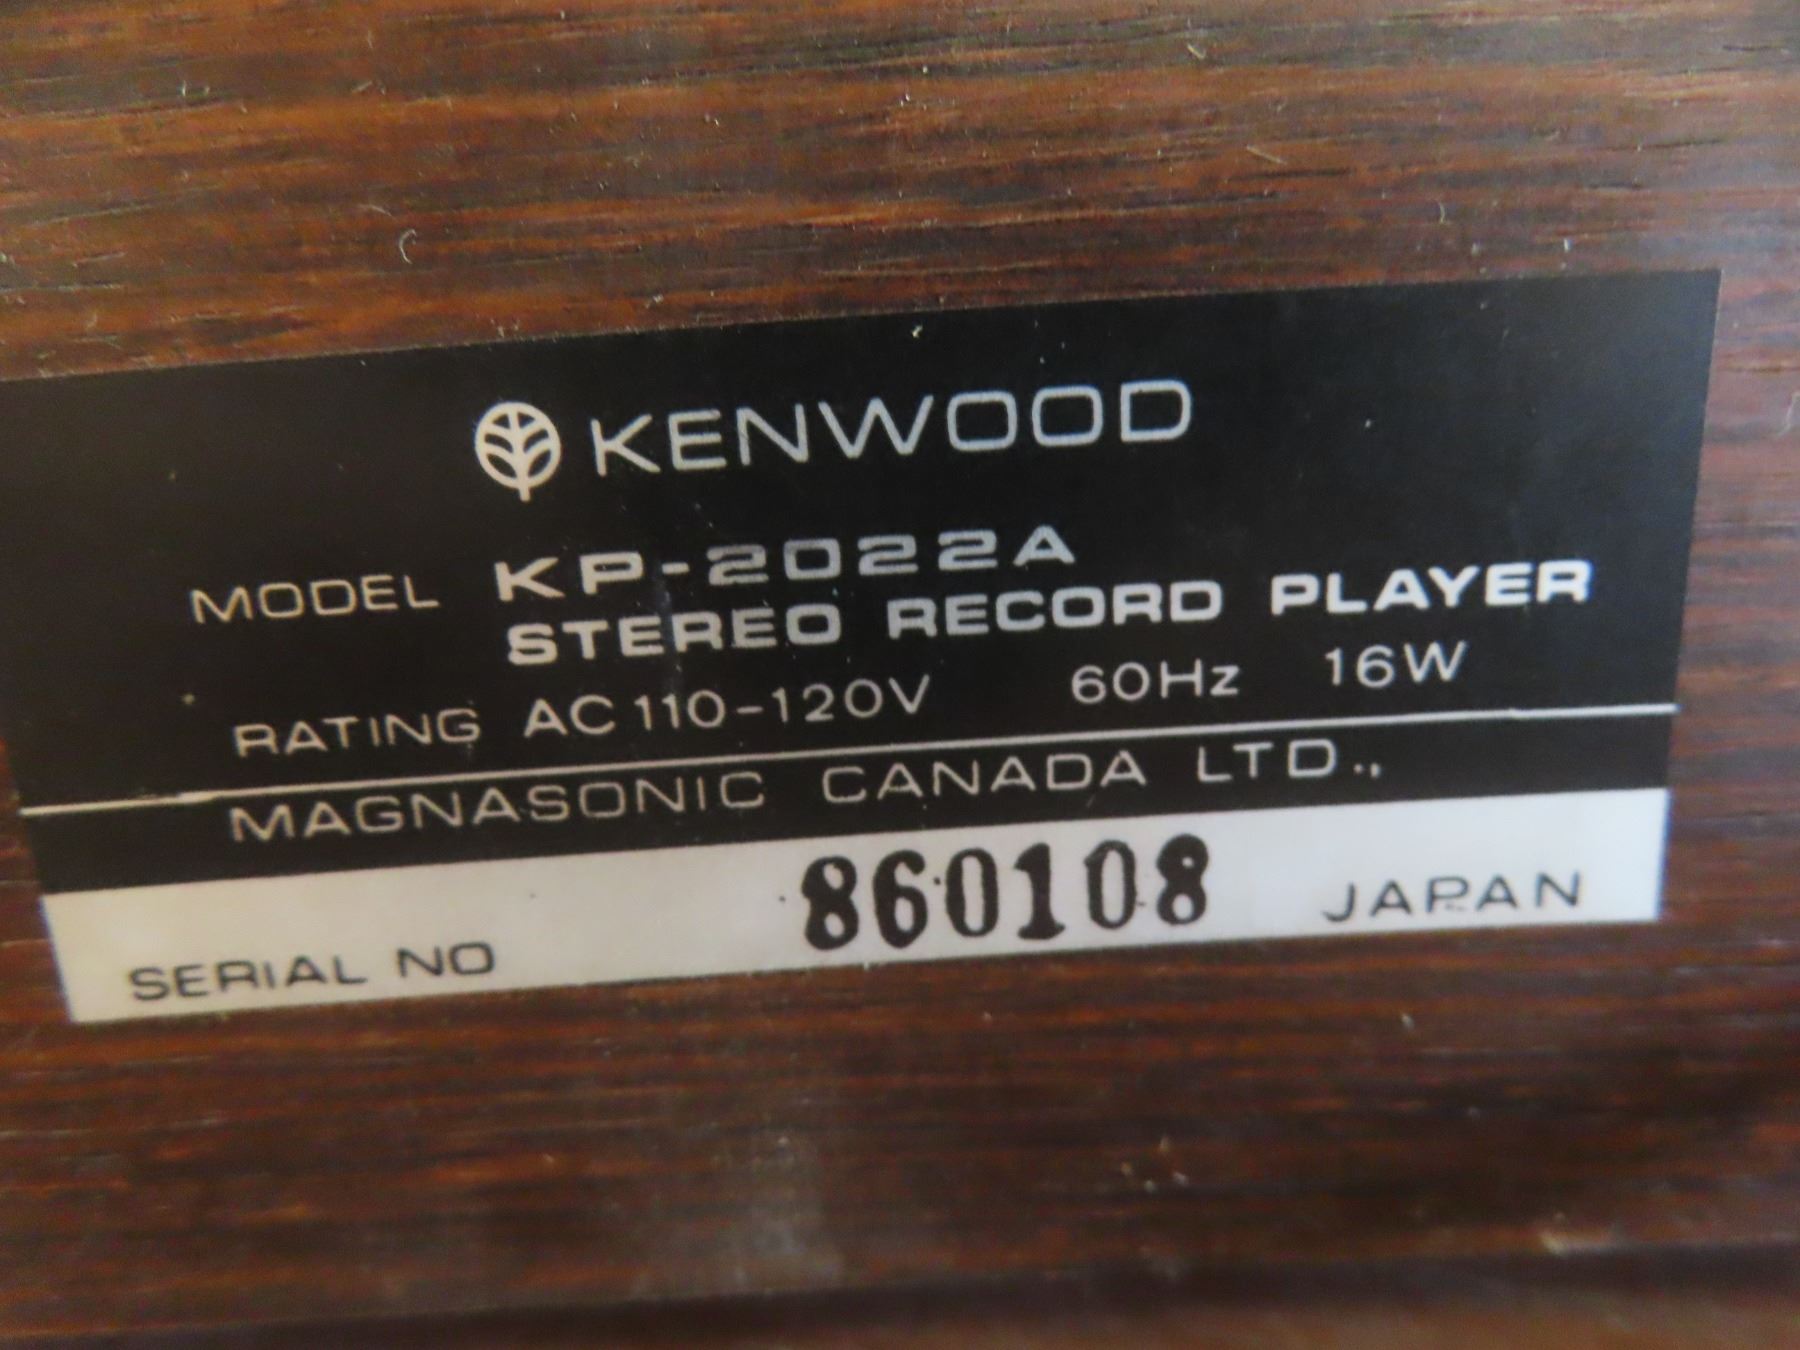 KENWOOD
MODEL KP-2022A
STEREO RECORD PLAYER
RATING AC 110-120V 60Hz 16W
MAGNASONIC CANADA LTD.,
SERIAL NO 860108 JAPAN